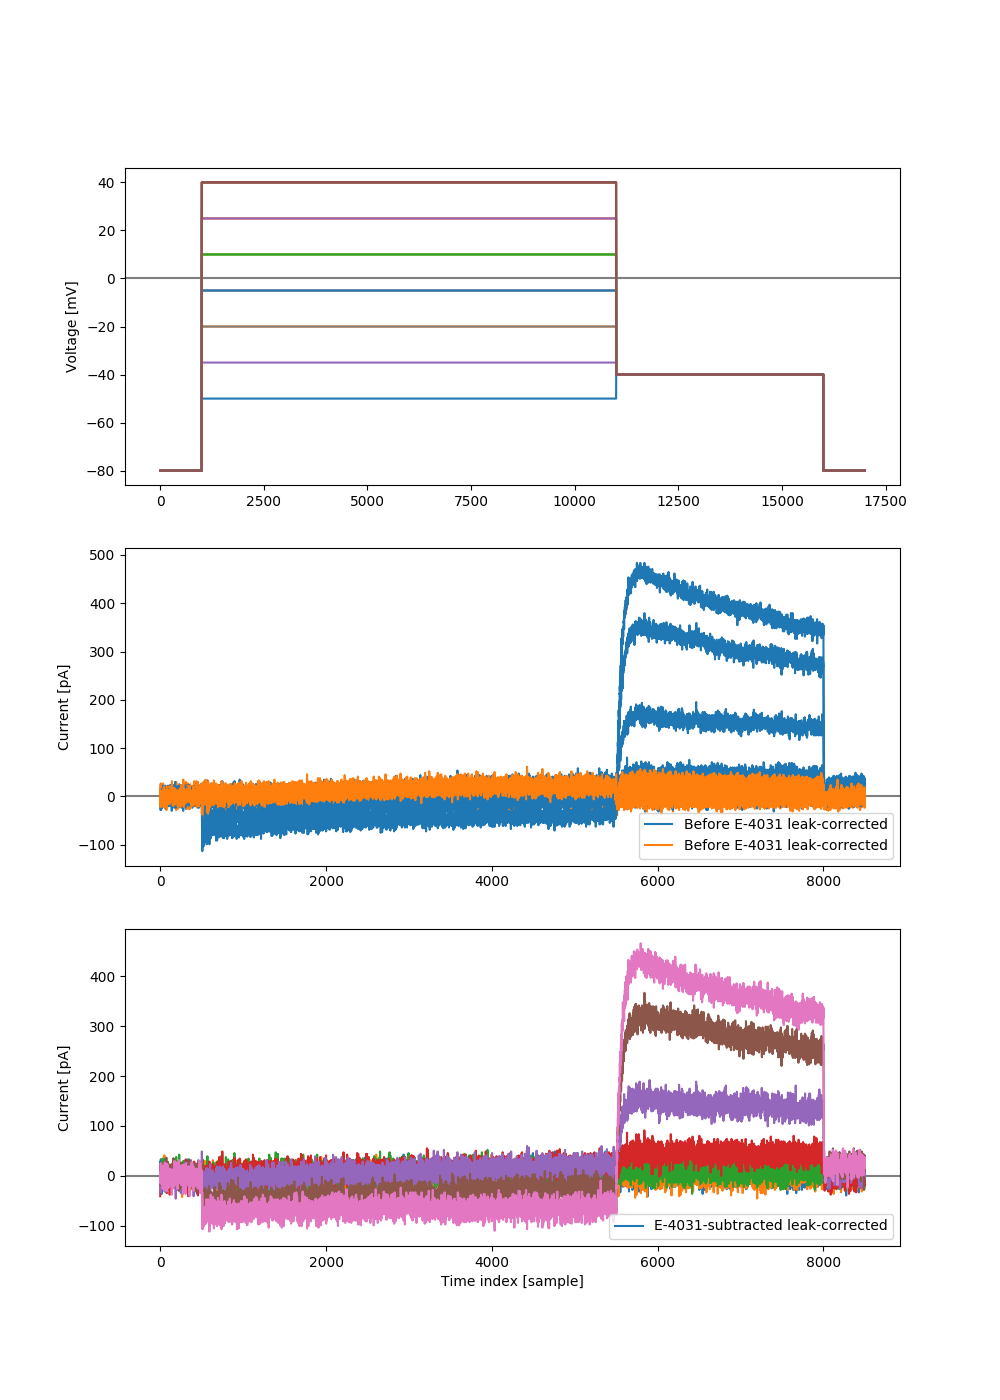 40
20
0
−20
−40
−60
−80
Voltage [mV]
0 2500 5000 7500 10000 12500 15000 17500
500
400
300
200
100
0
−100
Current [pA]
Before E-4031 leak-corrected
Before E-4031 leak-corrected
0 2000 4000 6000 8000
400
300
200
100
0
−100
Current [pA]
E-4031-subtracted leak-corrected
0 2000 4000 6000 8000
Time index [sample]